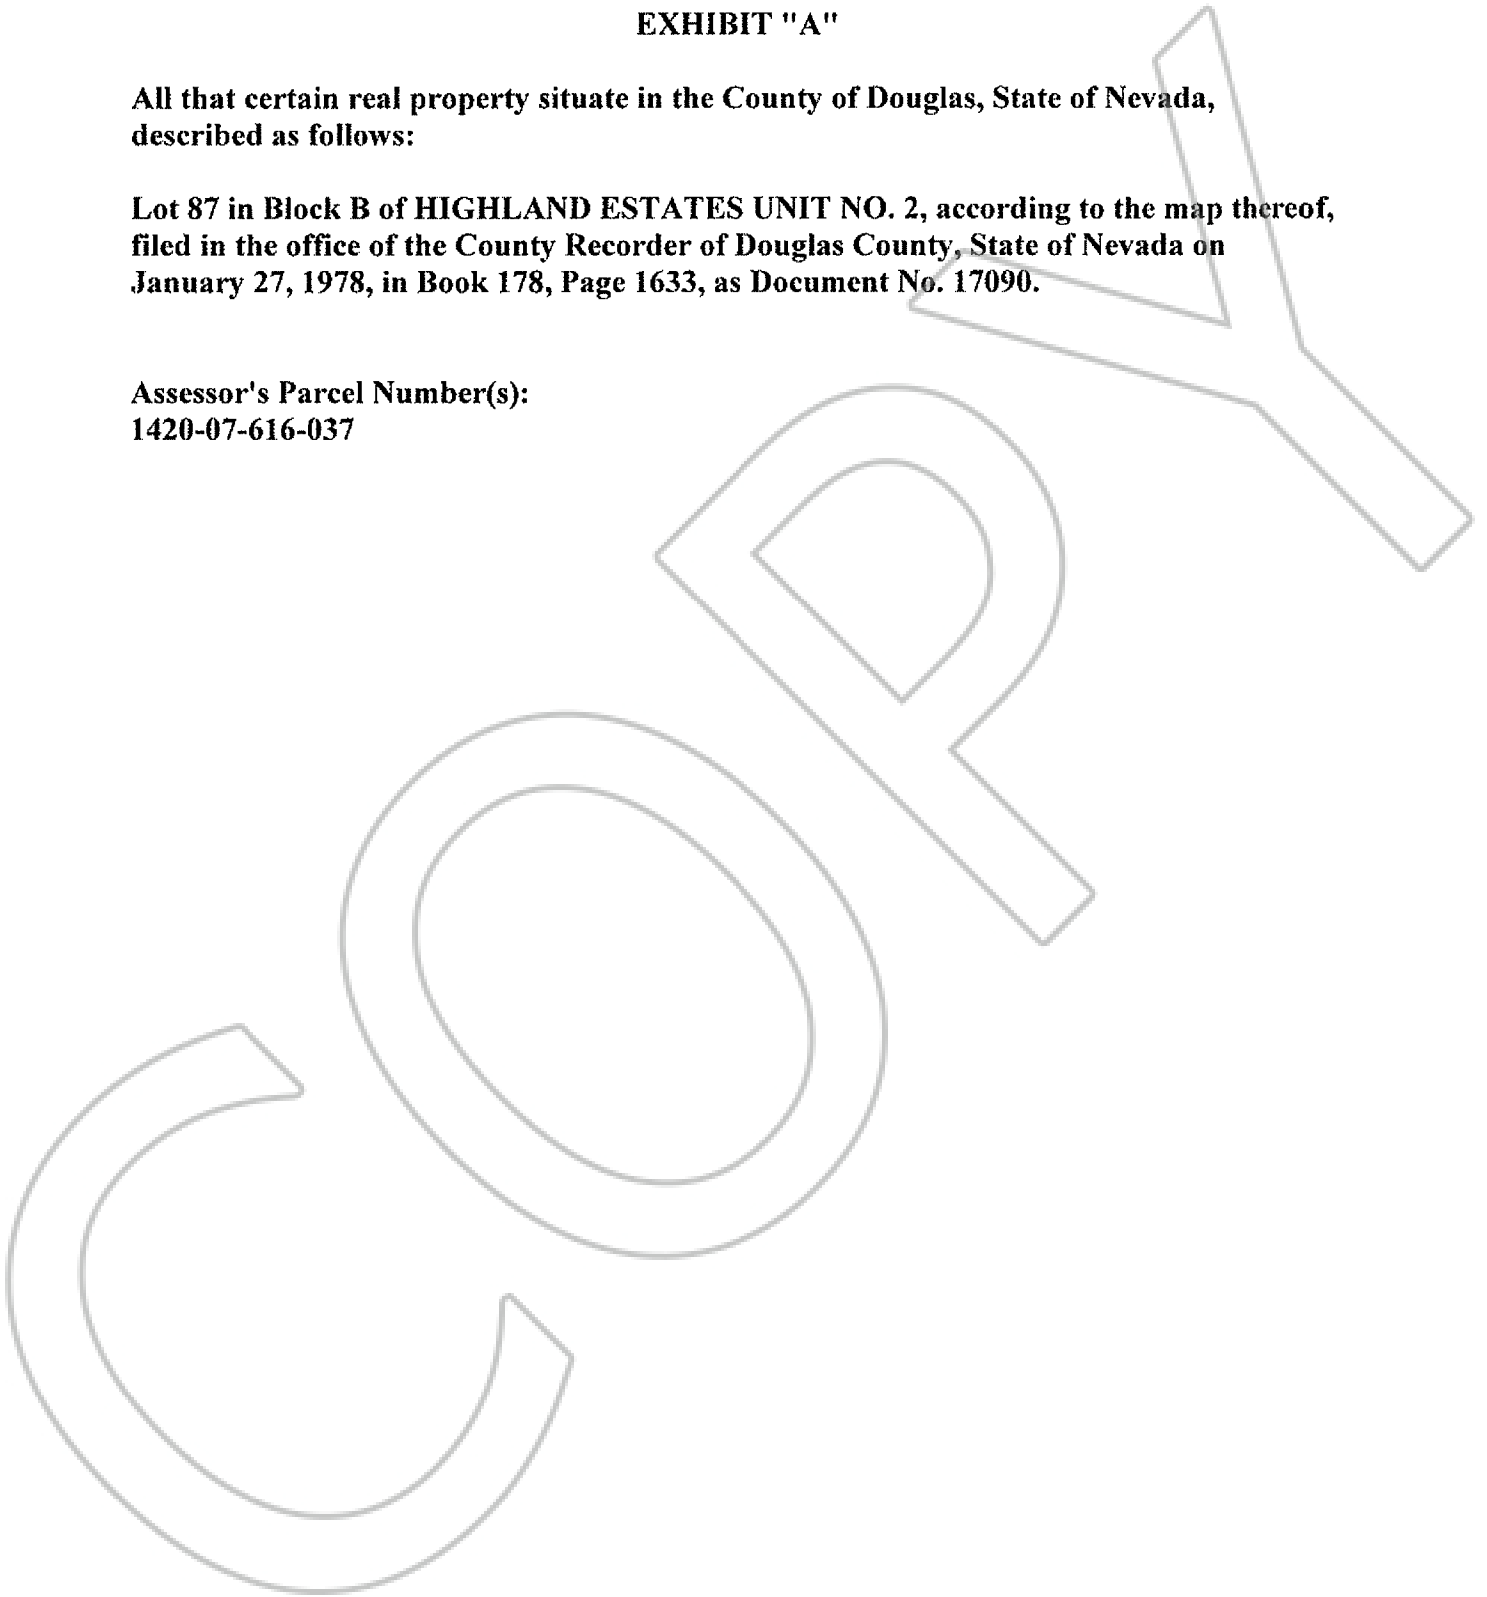 EXHIBIT "A"
All that certain real property situate in the County of Douglas, State of Nevada,
described as follows:
Lot 87 in Block B of HIGHLAND ESTATES UNIT NO. 2, according to the map thereof,
filed in the office of the County Recorder of Douglas County, State of Nevada on
January 27, 1978, in Book 178, Page 1633, as Document No. 17090.
Assessor's Parcel Number(s):
1420-07-616-037
COPY